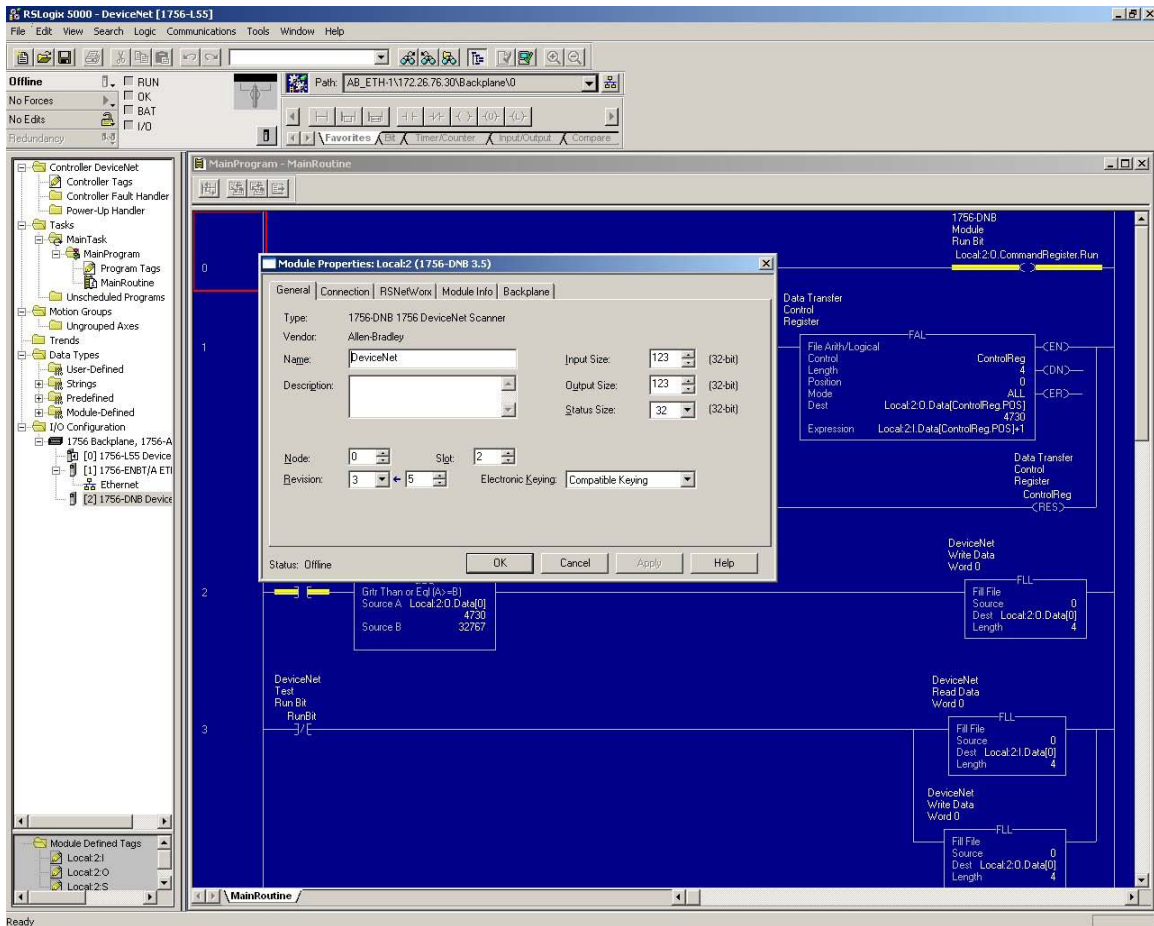 RSLogix 5000 - DeviceNet [1756-L55]
File Edit View Search Logic Communications Tools Window Help
Offline
RUN
No Forces
OK
No Edits
BAT
Redundancy
I/O
Path: AB_ETH-1\172.26.76.30\Backplane\0
Favorites Bit Timer/Counter Input/Output Compare
Controller DeviceNet
Controller Tags
Controller Fault Handler
Power-Up Handler
Tasks
MainTask
MainProgram
Program Tags
MainRoutine
Unscheduled Programs
Motion Groups
Ungrouped Axes
Trends
Data Types
User-Defined
Strings
Predefined
Module-Defined
I/O Configuration
1756 Backplane, 1756-A
[0] 1756-L55 Device
[1] 1756-ENBT/A ETI
Ethernet
[2] 1756-DNB Device
Module Defined Tags
Local:2:I
Local:2:O
Local:2:S
MainProgram - MainRoutine
0
1756-DNB
Module
Run Bit
Local:2:O.CommandRegister.Run
Module Properties: Local:2 (1756-DNB 3.5)
General Connection RSNetWorx Module Info Backplane
Type: 1756-DNB 1756 DeviceNet Scanner
Vendor: Allen-Bradley
Name: DeviceNet
Input Size: 123 (32-bit)
Description:
Output Size: 123 (32-bit)
Status Size: 32 (32-bit)
Node: 0 Slot: 2
Revision: 3 5 Electronic Keying: Compatible Keying
Status: Offline
OK Cancel Apply Help
1
Data Transfer
Control
Register
FAL
File Arith/Logical
Control ControlReg
Length 4
Position 0
Mode ALL
Dest Local:2:O.Data[ControlReg.POS]
4730
Expression Local:2:I.Data[ControlReg.POS]+1
EN
DN
ER
Data Transfer
Control
Register
ControlReg
RES
2
Grtr Than or Eql (A>=B)
Source A Local:2:O.Data[0]
4730
Source B 32767
DeviceNet
Write Data
Word 0
FLL
Fill File
Source 0
Dest Local:2:O.Data[0]
Length 4
3
DeviceNet
Test
Run Bit
RunBit
DeviceNet
Read Data
Word 0
FLL
Fill File
Source 0
Dest Local:2:I.Data[0]
Length 4
DeviceNet
Write Data
Word 0
FLL
Fill File
Source 0
Dest Local:2:O.Data[0]
Length 4
MainRoutine
Ready